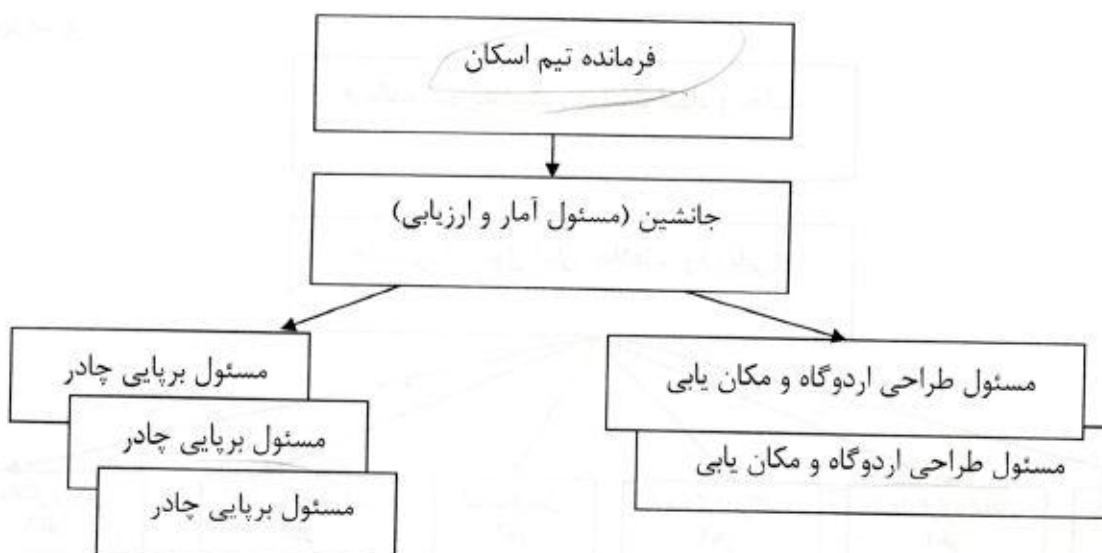 فرمانده تیم اسکان
جانشین (مسئول آمار و ارزیابی)
مسئول طراحی اردوگاه و مکان یابی
مسئول طراحی اردوگاه و مکان یابی
مسئول برپایی چادر
مسئول برپایی چادر
مسئول برپایی چادر